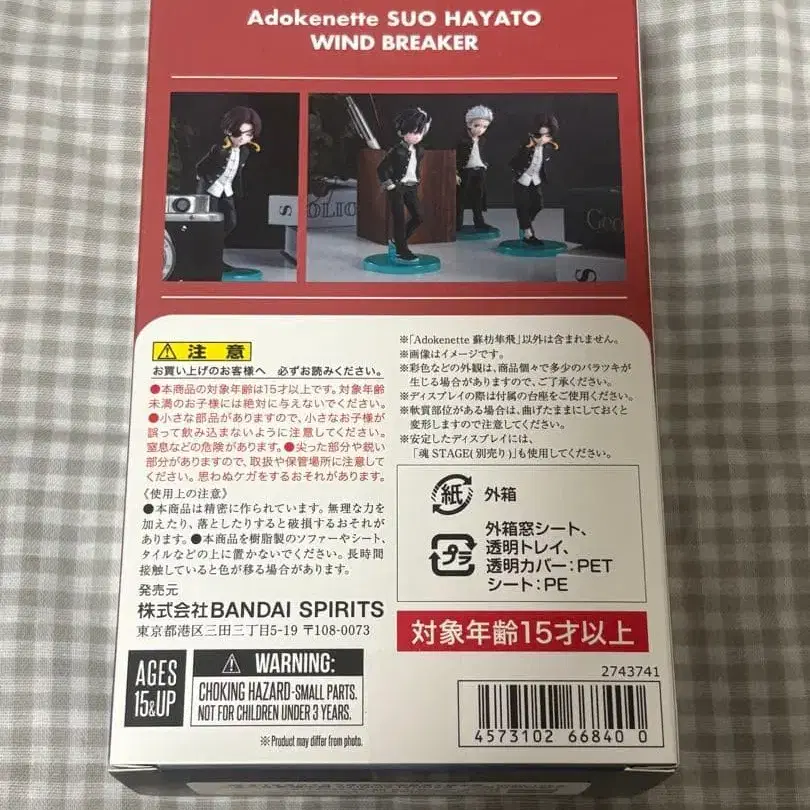 Adokenette SUO HAYATO
WIND BREAKER
S
OLIC
Geo
S
注意
お買い上げのお客様へ 必ずお読みください。
●本商品の対象年齢は15才以上です。対象年齢
未満のお子様には絶対に与えないでください。
●小さな部品がありますので、小さなお子様が
誤って飲み込まないように注意してください。
窒息などの危険があります。●尖った部分や鋭い
部分がありますので、取扱や保管場所に注意して
ください。思わぬケガをするおそれがあります。
〈使用上の注意〉
●本商品は精密に作られています。無理な力を
加えたり、落としたりすると破損するおそれが
あります。●本商品を樹脂製のソファーやシート、
タイルなどの上に置かないでください。長時間
接触していると色が移る場合があります。
発売元
株式会社BANDAI SPIRITS
東京都港区三田三丁目5-19 〒108-0073
AGES
15&UP
WARNING:
CHOKING HAZARD-SMALL PARTS.
NOT FOR CHILDREN UNDER 3 YEARS.
※Product may differ from photo.
※「Adokenette 蘇枋隼飛」以外は含まれません。
※画像はイメージです。
※彩色などの外観は、商品個々で多少のバラツキが
生じる場合がありますので、ご了承ください。
※ディスプレイの際は付属の台座をご使用ください。
※軟質部位がある場合は、曲げたままにしておくと
変形しますので注意してください。
※安定したディスプレイには、
「魂STAGE(別売り)」も使用してください。
紙 外箱
プラ
外箱窓シート、
透明トレイ、
透明カバー:PET
シート:PE
対象年齢15才以上
2743741
4573102 66840 0